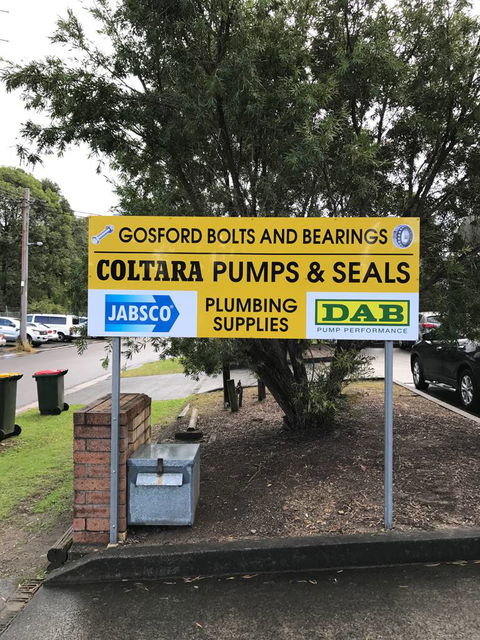 GOSFORD BOLTS AND BEARINGS
COLTARA PUMPS & SEALS
JABSCO
PLUMBING
SUPPLIES
DAB
PUMP PERFORMANCE